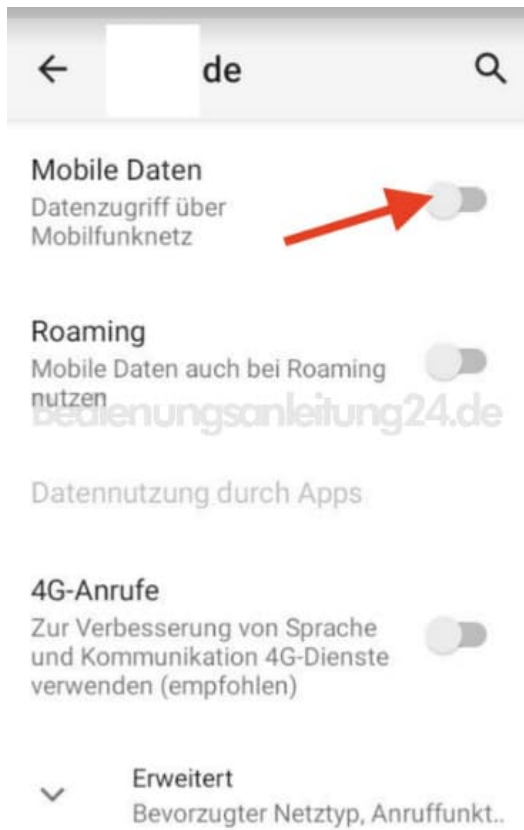 de
Mobile Daten
Datenzugriff über
Mobilfunknetz
Roaming
Mobile Daten auch bei Roaming
nutzen
Bedienungsanleitung24.de
Datennutzung durch Apps
4G-Anrufe
Zur Verbesserung von Sprache
und Kommunikation 4G-Dienste
verwenden (empfohlen)
Erweitert
Bevorzugter Netztyp, Anruffunkt..